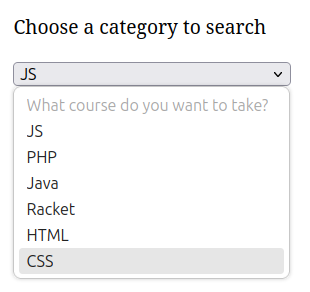 Choose a category to search
JS
What course do you want to take?
JS
PHP
Java
Racket
HTML
CSS